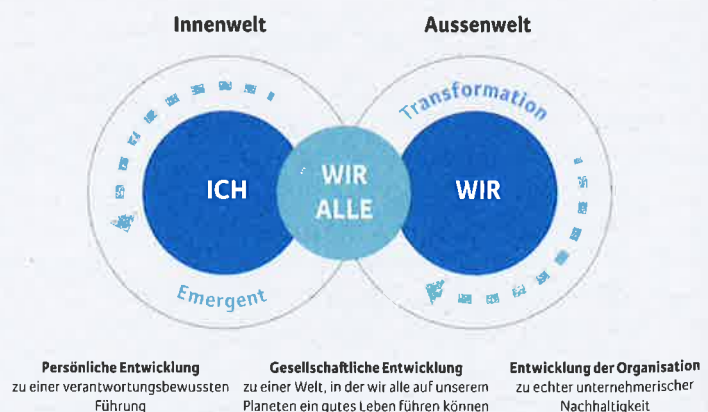 Innenwelt
Aussenwelt
Transformation
ICH
WIR
ALLE
WIR
Emergent
Persönliche Entwicklung
zu einer verantwortungsbewussten
Führung
Gesellschaftliche Entwicklung
zu einer Welt, in der wir alle auf unserem
Planeten ein gutes Leben führen können
Entwicklung der Organisation
zu echter unternehmerischer
Nachhaltigkeit